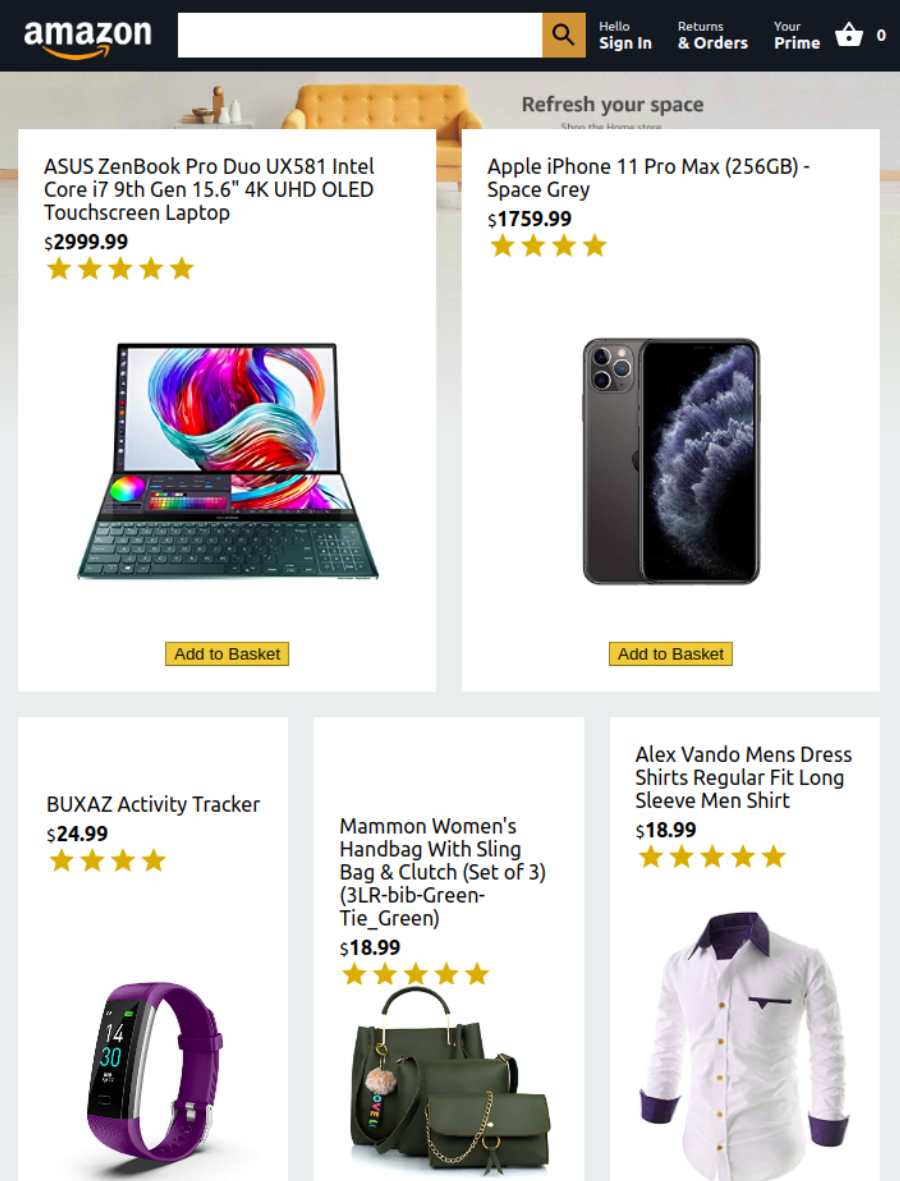 amazon
Hello
Sign In
Returns
& Orders
Your
Prime
0
Refresh your space
Shop the Home store
ASUS ZenBook Pro Duo UX581 Intel
Core i7 9th Gen 15.6" 4K UHD OLED
Touchscreen Laptop
$2999.99
Add to Basket
Apple iPhone 11 Pro Max (256GB) -
Space Grey
$1759.99
Add to Basket
BUXAZ Activity Tracker
$24.99
14
30
Mammon Women's
Handbag With Sling
Bag & Clutch (Set of 3)
(3LR-bib-Green-
Tie_Green)
$18.99
Alex Vando Mens Dress
Shirts Regular Fit Long
Sleeve Men Shirt
$18.99